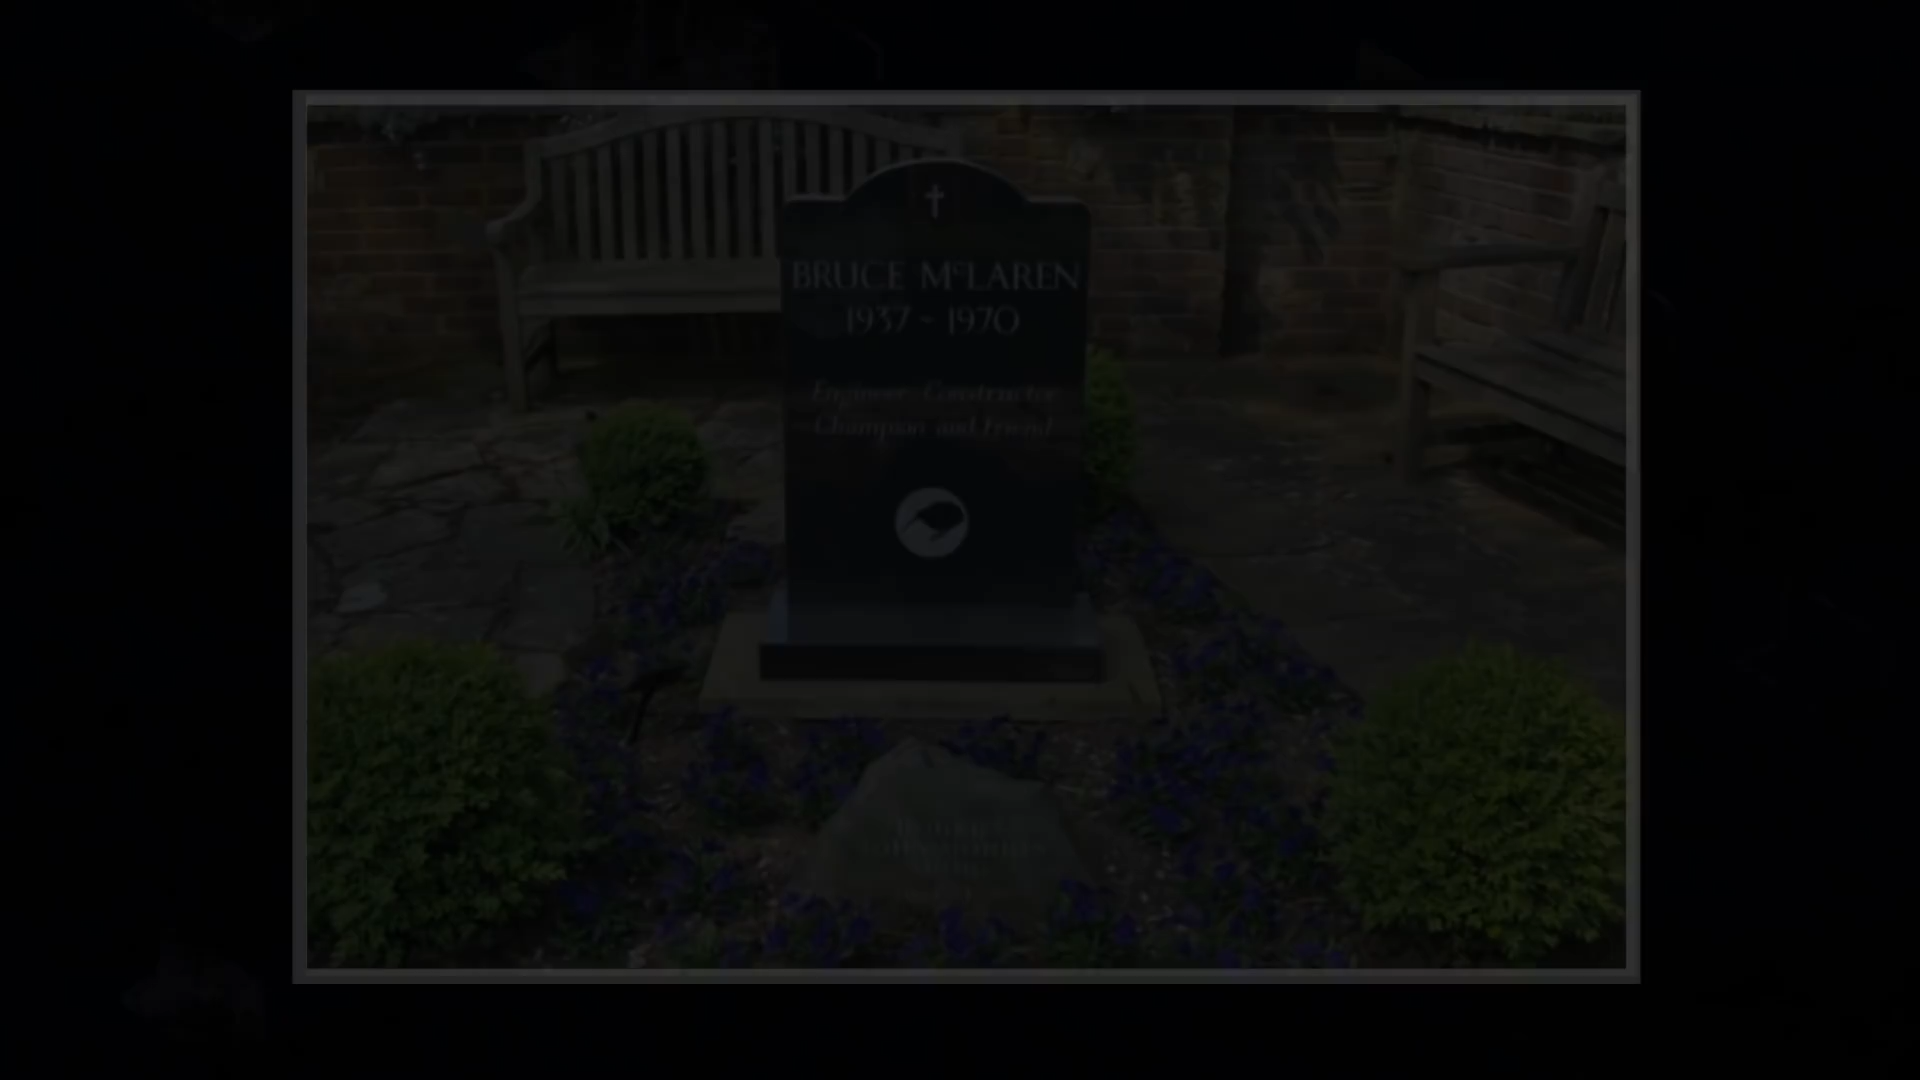 BRUCE McLAREN
1937 ~ 1970
Engineer Constructor
Champion and Friend